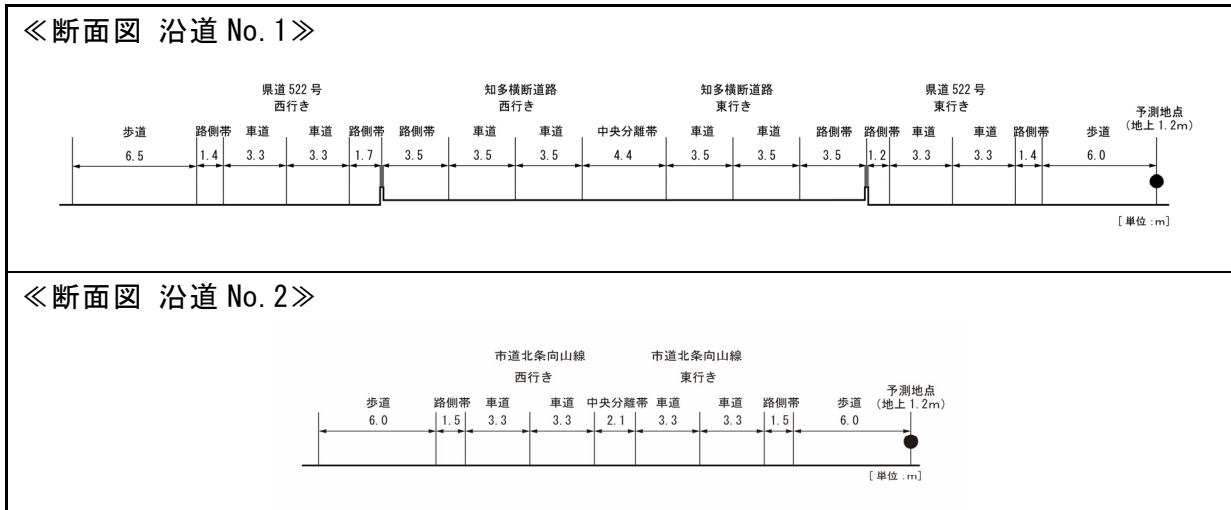 ≪断面図 沿道 No.1≫
県道 522 号 知多横断道路 知多横断道路 県道 522 号
西行き 西行き 東行き 東行き
予測地点
(地上 1.2m)
歩道 路側帯 車道 車道 路側帯 路側帯 車道 車道 中央分離帯 車道 車道 路側帯 路側帯 車道 車道 路側帯 歩道
6.5 1.4 3.3 3.3 1.7 3.5 3.5 3.5 4.4 3.5 3.5 3.5 1.2 3.3 3.3 1.4 6.0
[単位:m]
≪断面図 沿道 No.2≫
市道北条向山線 市道北条向山線
西行き 東行き
予測地点
(地上 1.2m)
歩道 路側帯 車道 車道 中央分離帯 車道 車道 路側帯 歩道
6.0 1.5 3.3 3.3 2.1 3.3 3.3 1.5 6.0
[単位:m]